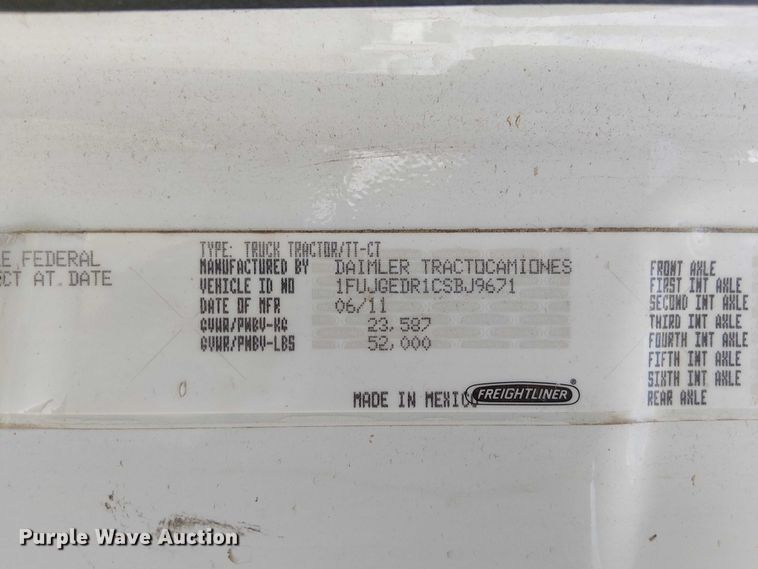 E FEDERAL
CT AT DATE
TYPE: TRUCK TRACTOR/TT-CT
MANUFACTURED BY DAIMLER TRACTOCAMIONES
VEHICLE ID NO 1FUJGEDR1CSBJ9671
DATE OF MFR 06/11
GVWR/PNBV-KG 23,587
GVWR/PNBV-LBS 52,000
MADE IN MEXICO FREIGHTLINER®
FRONT AXLE
FIRST INT AXLE
SECOND INT AXLE
THIRD INT AXLE
FOURTH INT AXLE
FIFTH INT AXLE
SIXTH INT AXLE
REAR AXLE
Purple Wave Auction